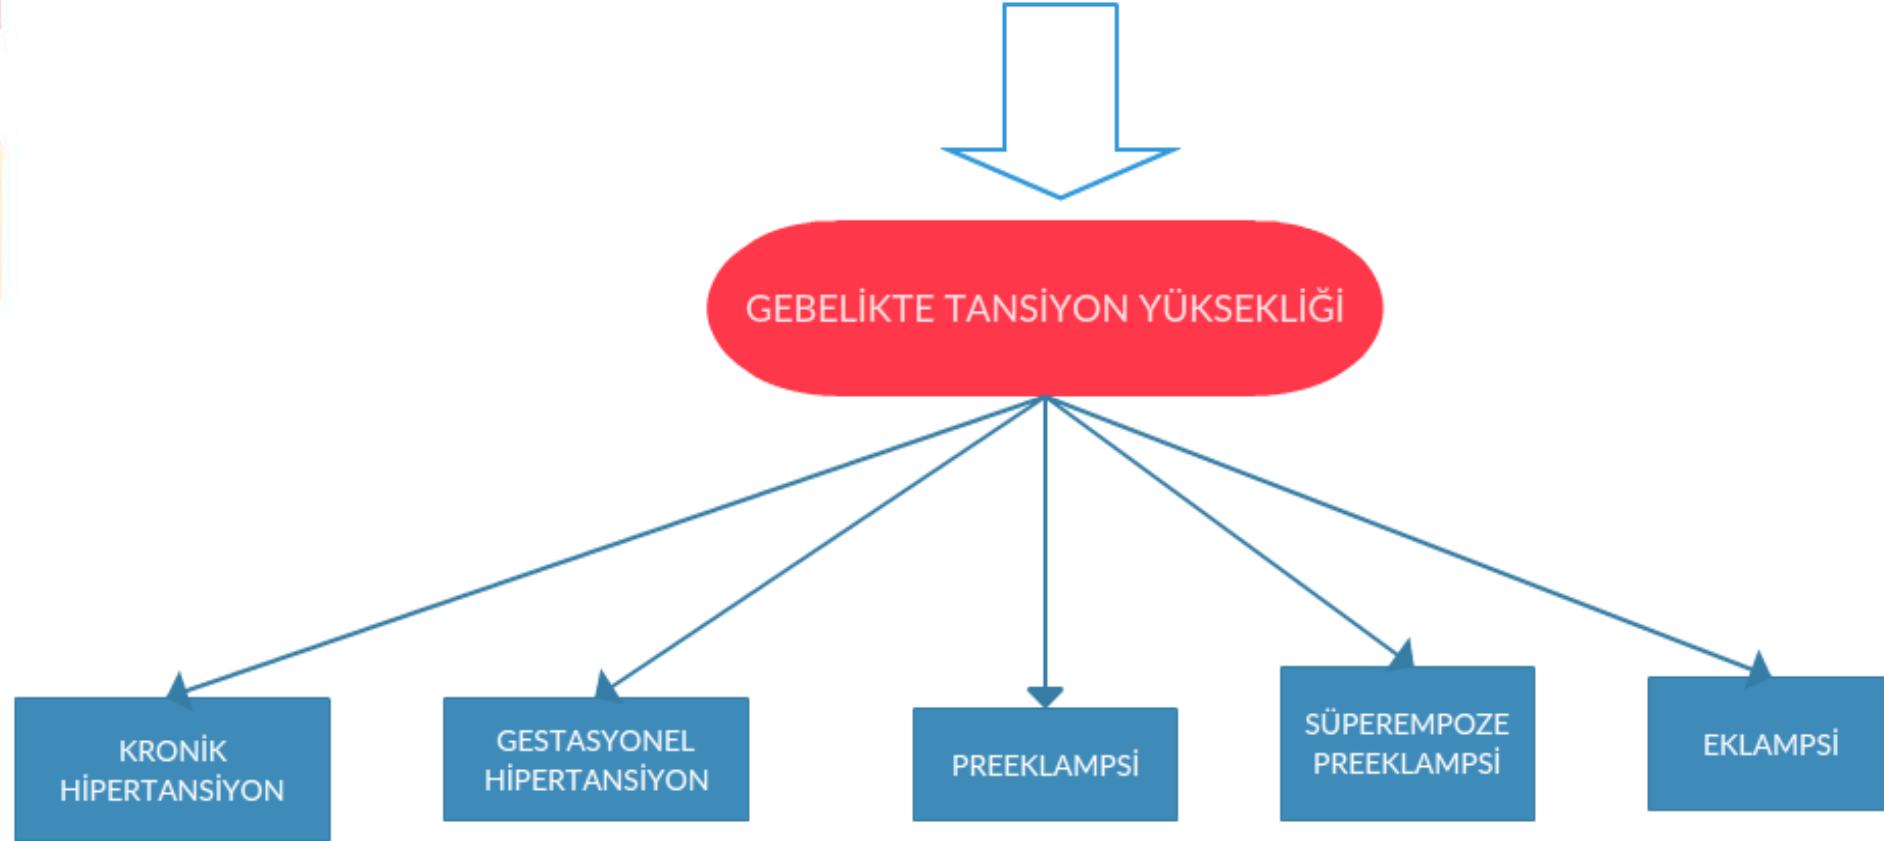 GEBELİKTE TANSİYON YÜKSEKLİĞİ
KRONİK
HİPERTANSİYON
GESTASYONEL
HİPERTANSİYON
PREEKLAMPSİ
SÜPEREMPOZE
PREEKLAMPSİ
EKLAMPSİ